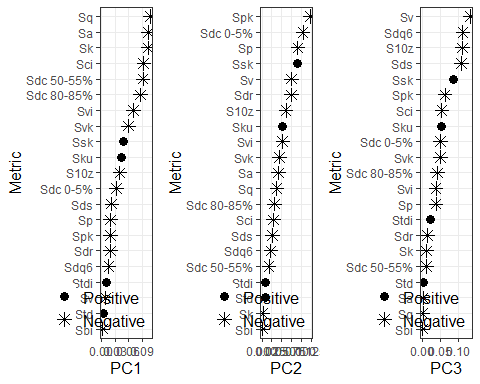 Metric
Sq
Sa
Sk
Sci
Sdc 50-55%
Sdc 80-85%
Svi
Svk
Ssk
Sku
S10z
Sdc 0-5%
Sds
Sp
Spk
Sdr
Sdq6
Stdi
Std
Sbi
Positive
Negative
PC1
Metric
Spk
Sdc 0-5%
Sp
Ssk
Sv
Sdr
S10z
Sku
Svi
Svk
Sa
Sq
Sdc 80-85%
Sci
Sds
Sdq6
Sdc 50-55%
Std
Sbi
Positive
Negative
PC2
Metric
Sv
Sdq6
S10z
Sds
Ssk
Spk
Sci
Sku
Sdc 0-5%
Svk
Sdc 80-85%
Svi
Sp
Stdi
Sdr
Sk
Sdc 50-55%
Std
Sbi
Positive
Negative
0.00 0.05 0.10
PC3